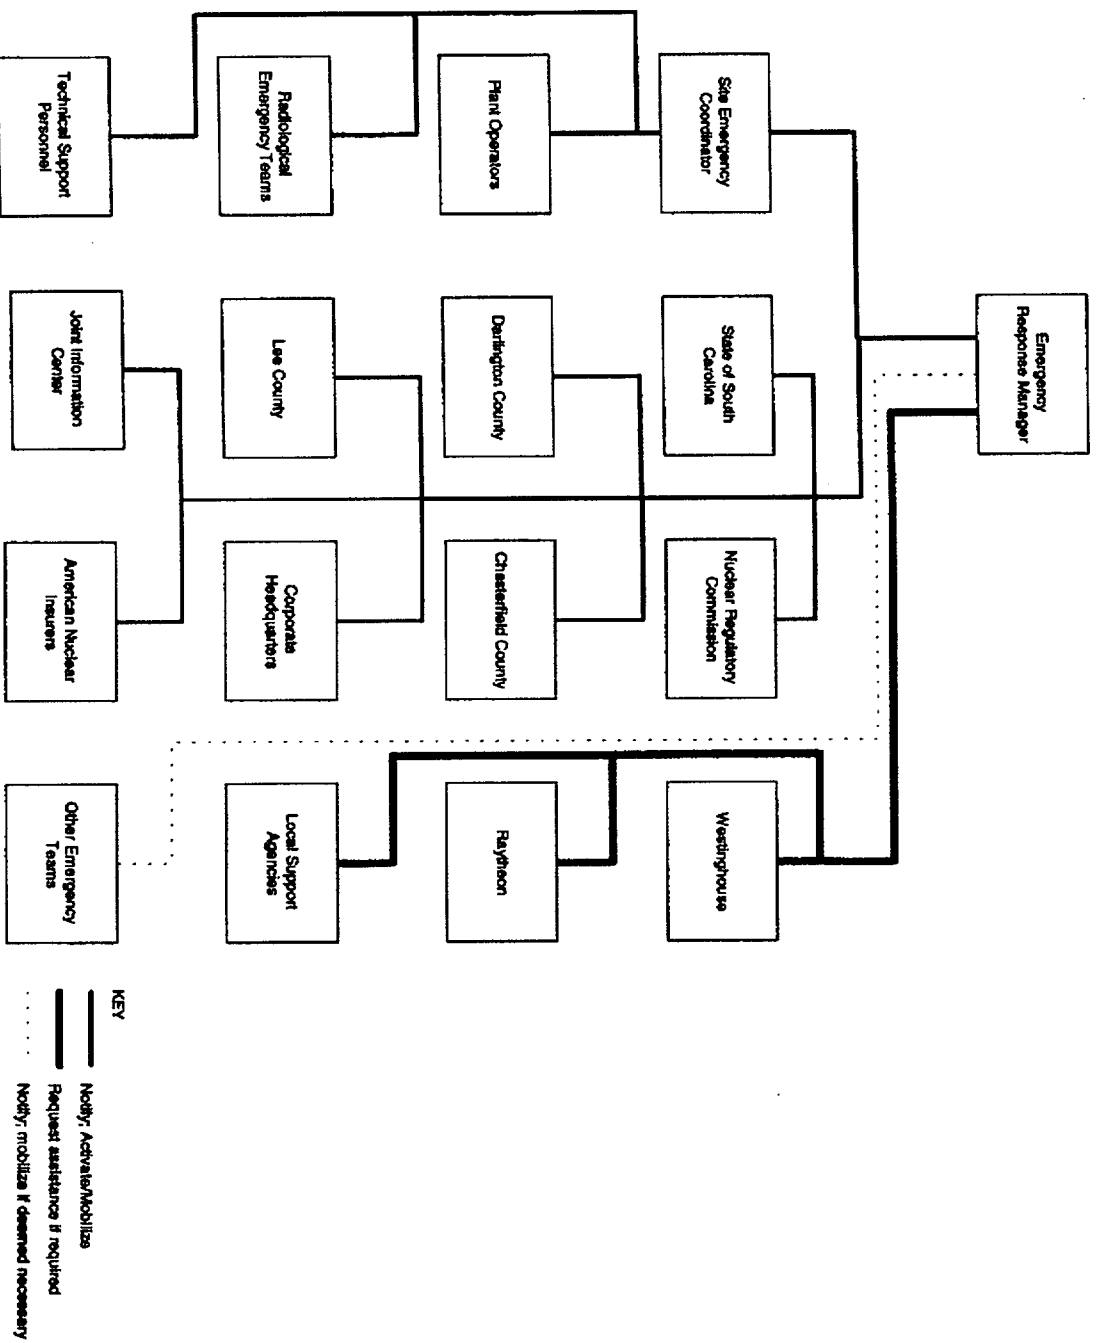 Emergency
Response Manager
Site Emergency
Coordinator
State of South
Carolina
Nuclear Regulatory
Commission
Westinghouse
Plant Operators
Darlington County
Chesterfield County
Raytheon
Radiological
Emergency Teams
Lee County
Corporate
Headquarters
Local Support
Agencies
Technical Support
Personnel
Joint Information
Center
American Nuclear
Insurers
Other Emergency
Teams
KEY
Notify; Activate/Mobilize
Request assistance if required
Notify; mobilize if deemed necessary